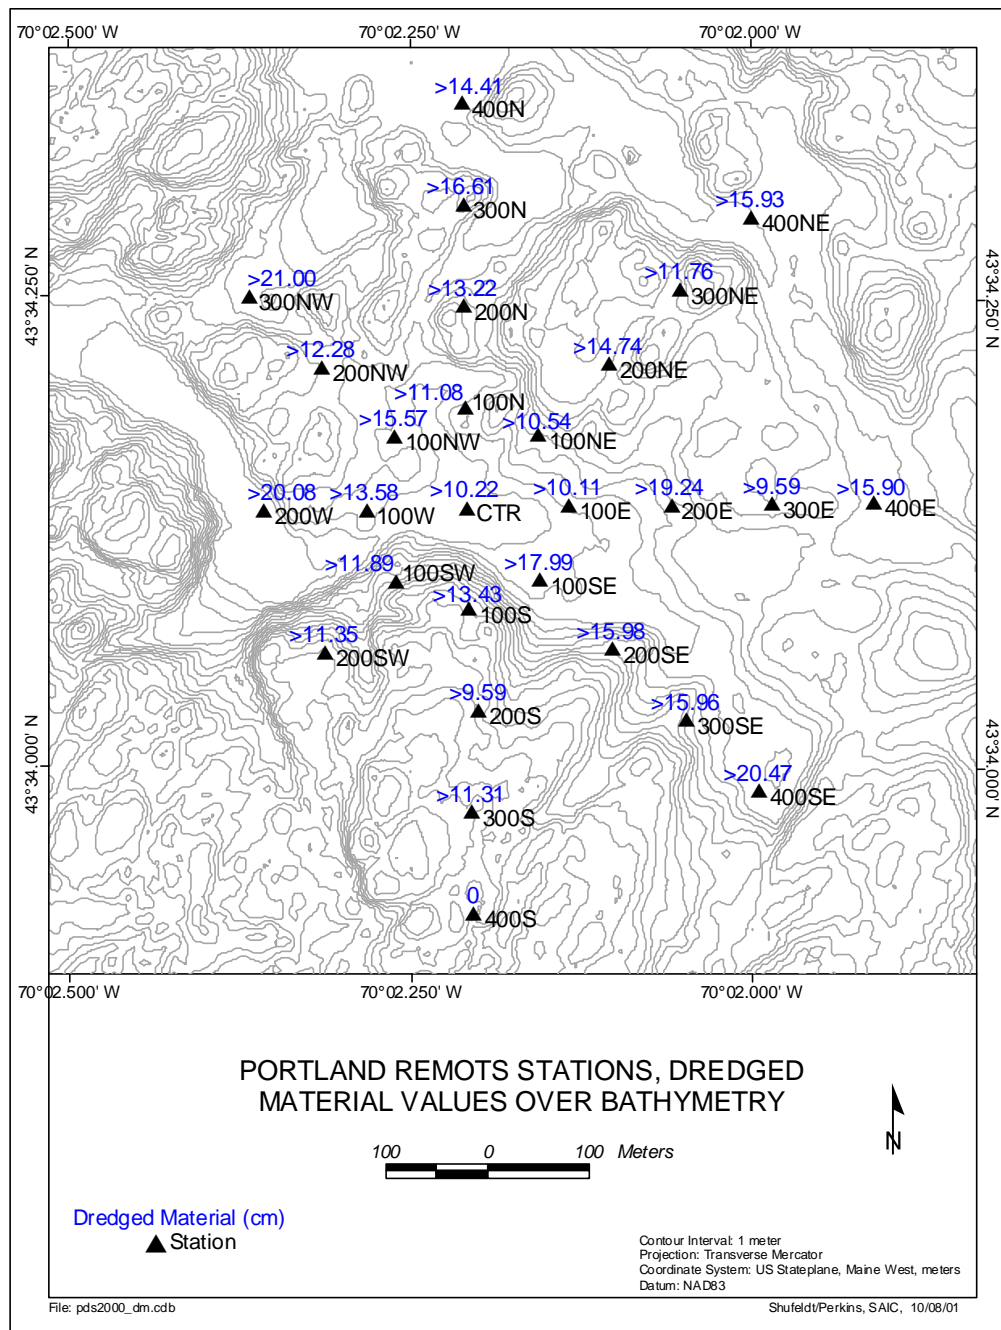 70°02.500' W 70°02.250' W 70°02.000' W
>14.41
400N
>16.61
300N
>15.93
400NE
43°34.250' N
43°34.250' N
>21.00
300NW
>13.22
200N
>11.76
300NE
>12.28
200NW
>14.74
200NE
>11.08
100N
>15.57
100NW
>10.54
100NE
>20.08
200W
>13.58
100W
>10.22
CTR
>10.11
100E
>19.24
200E
>9.59
300E
>15.90
400E
>11.89
100SW
>17.99
100SE
>13.43
100S
>11.35
200SW
>15.98
200SE
>9.59
200S
>15.96
300SE
43°34.000' N
43°34.000' N
>20.47
400SE
>11.31
300S
0
400S
70°02.500' W 70°02.250' W 70°02.000' W
PORTLAND REMOTS STATIONS, DREDGED
MATERIAL VALUES OVER BATHYMETRY
N
100 0 100 Meters
Dredged Material (cm)
Station
Contour Interval: 1 meter
Projection: Transverse Mercator
Coordinate System: US Stateplane, Maine West, meters
Datum: NAD83
File: pds2000_dm.cdb
Shufeldt/Perkins, SAIC, 10/08/01